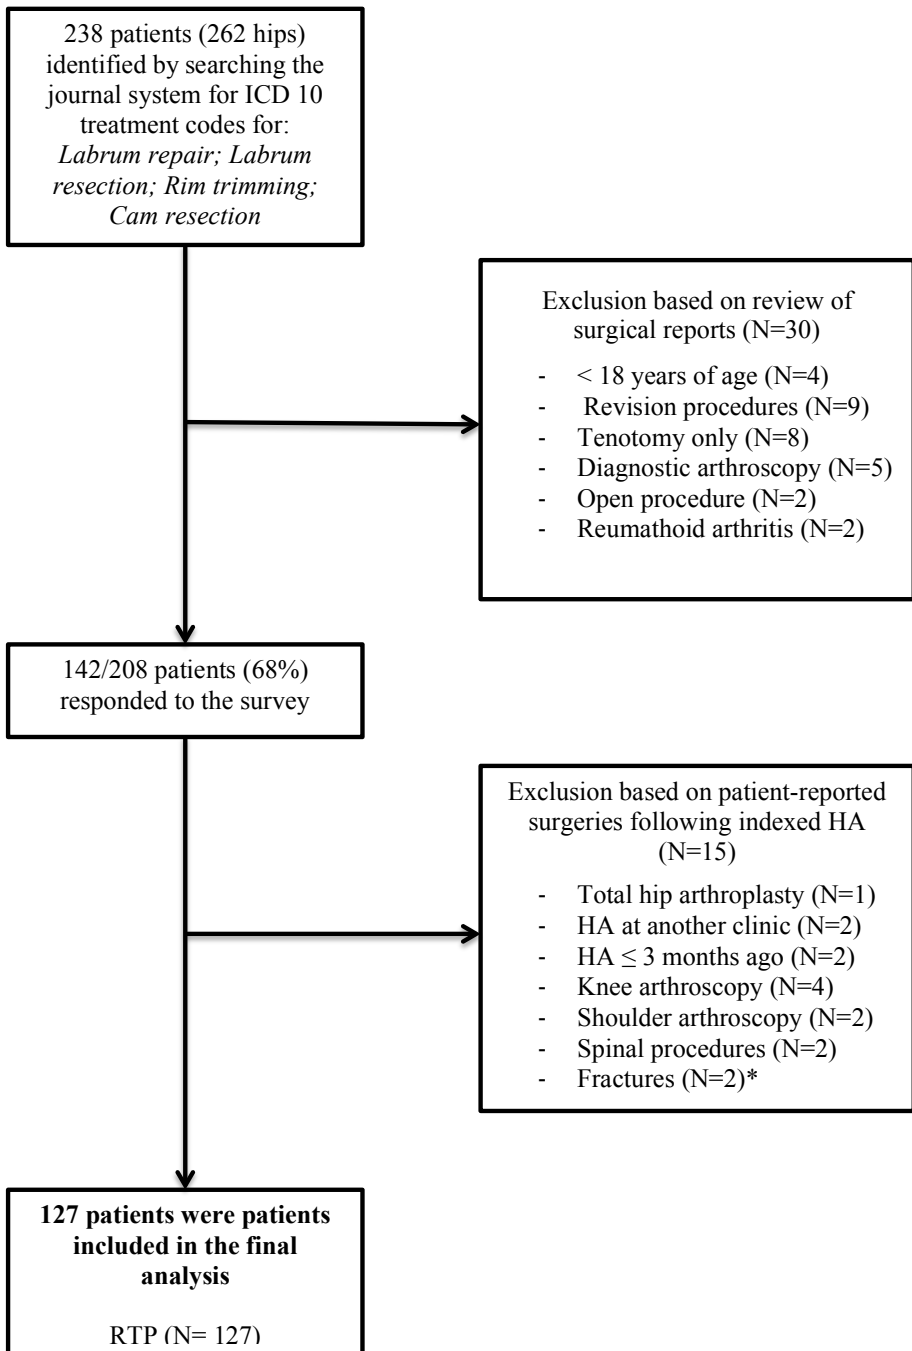 238 patients (262 hips)
identified by searching the
journal system for ICD 10
treatment codes for:
Labrum repair; Labrum
resection; Rim trimming;
Cam resection
Exclusion based on review of
surgical reports (N=30)
- < 18 years of age (N=4)
- Revision procedures (N=9)
- Tenotomy only (N=8)
- Diagnostic arthroscopy (N=5)
- Open procedure (N=2)
- Reumathoid arthritis (N=2)
142/208 patients (68%)
responded to the survey
Exclusion based on patient-reported
surgeries following indexed HA
(N=15)
- Total hip arthroplasty (N=1)
- HA at another clinic (N=2)
- HA ≤ 3 months ago (N=2)
- Knee arthroscopy (N=4)
- Shoulder arthroscopy (N=2)
- Spinal procedures (N=2)
- Fractures (N=2)*
127 patients were patients
included in the final
analysis
RTP (N= 127)